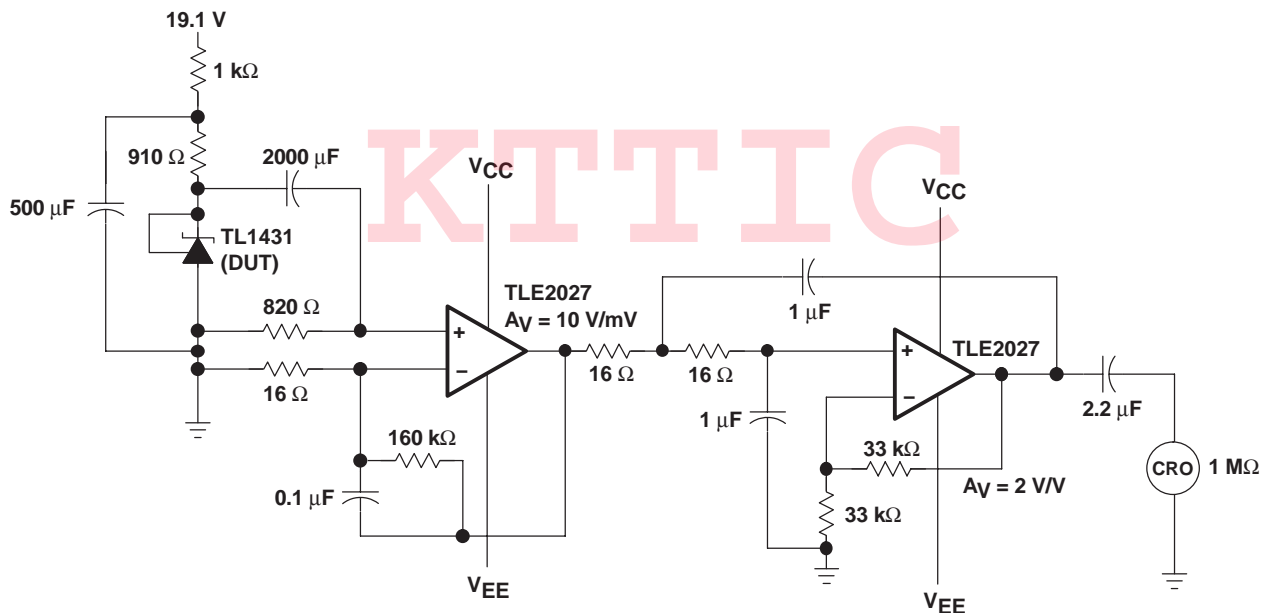 19.1 V
1 kΩ
910 Ω
2000 μF
500 μF
TL1431
(DUT)
820 Ω
16 Ω
160 kΩ
0.1 μF
VCC
+
−
TLE2027
AV = 10 V/mV
VEE
16 Ω
16 Ω
1 μF
1 μF
VCC
+
−
TLE2027
33 kΩ
AV = 2 V/V
33 kΩ
VEE
2.2 μF
CRO
1 MΩ
KTTIC